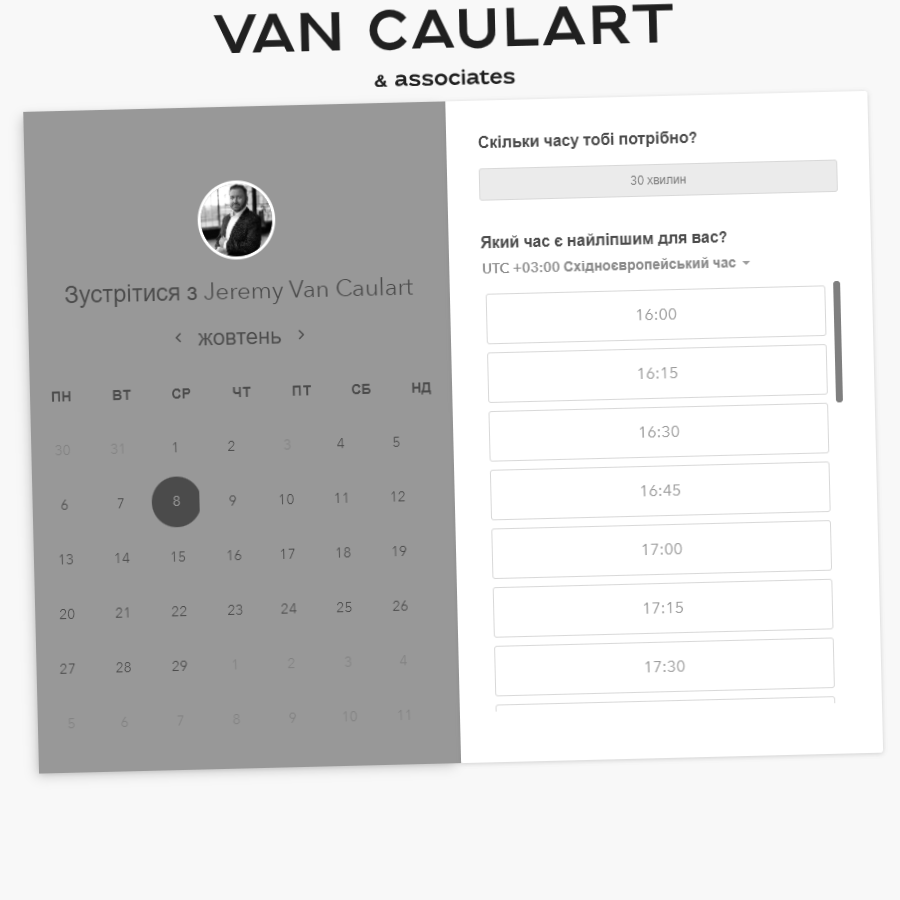 VAN CAULART
& associates
Зустрітися з Jeremy Van Caulart
‹ жовтень ›
ПН ВТ СР ЧТ ПТ СБ НД
30 31 1 2 3 4 5
6 7 8 9 10 11 12
13 14 15 16 17 18 19
20 21 22 23 24 25 26
27 28 29 1 2 3 4
5 6 7 8 9 10 11
Скільки часу тобі потрібно?
30 хвилин
Який час є найліпшим для вас?
UTC +03:00 Східноєвропейський час
16:00
16:15
16:30
16:45
17:00
17:15
17:30